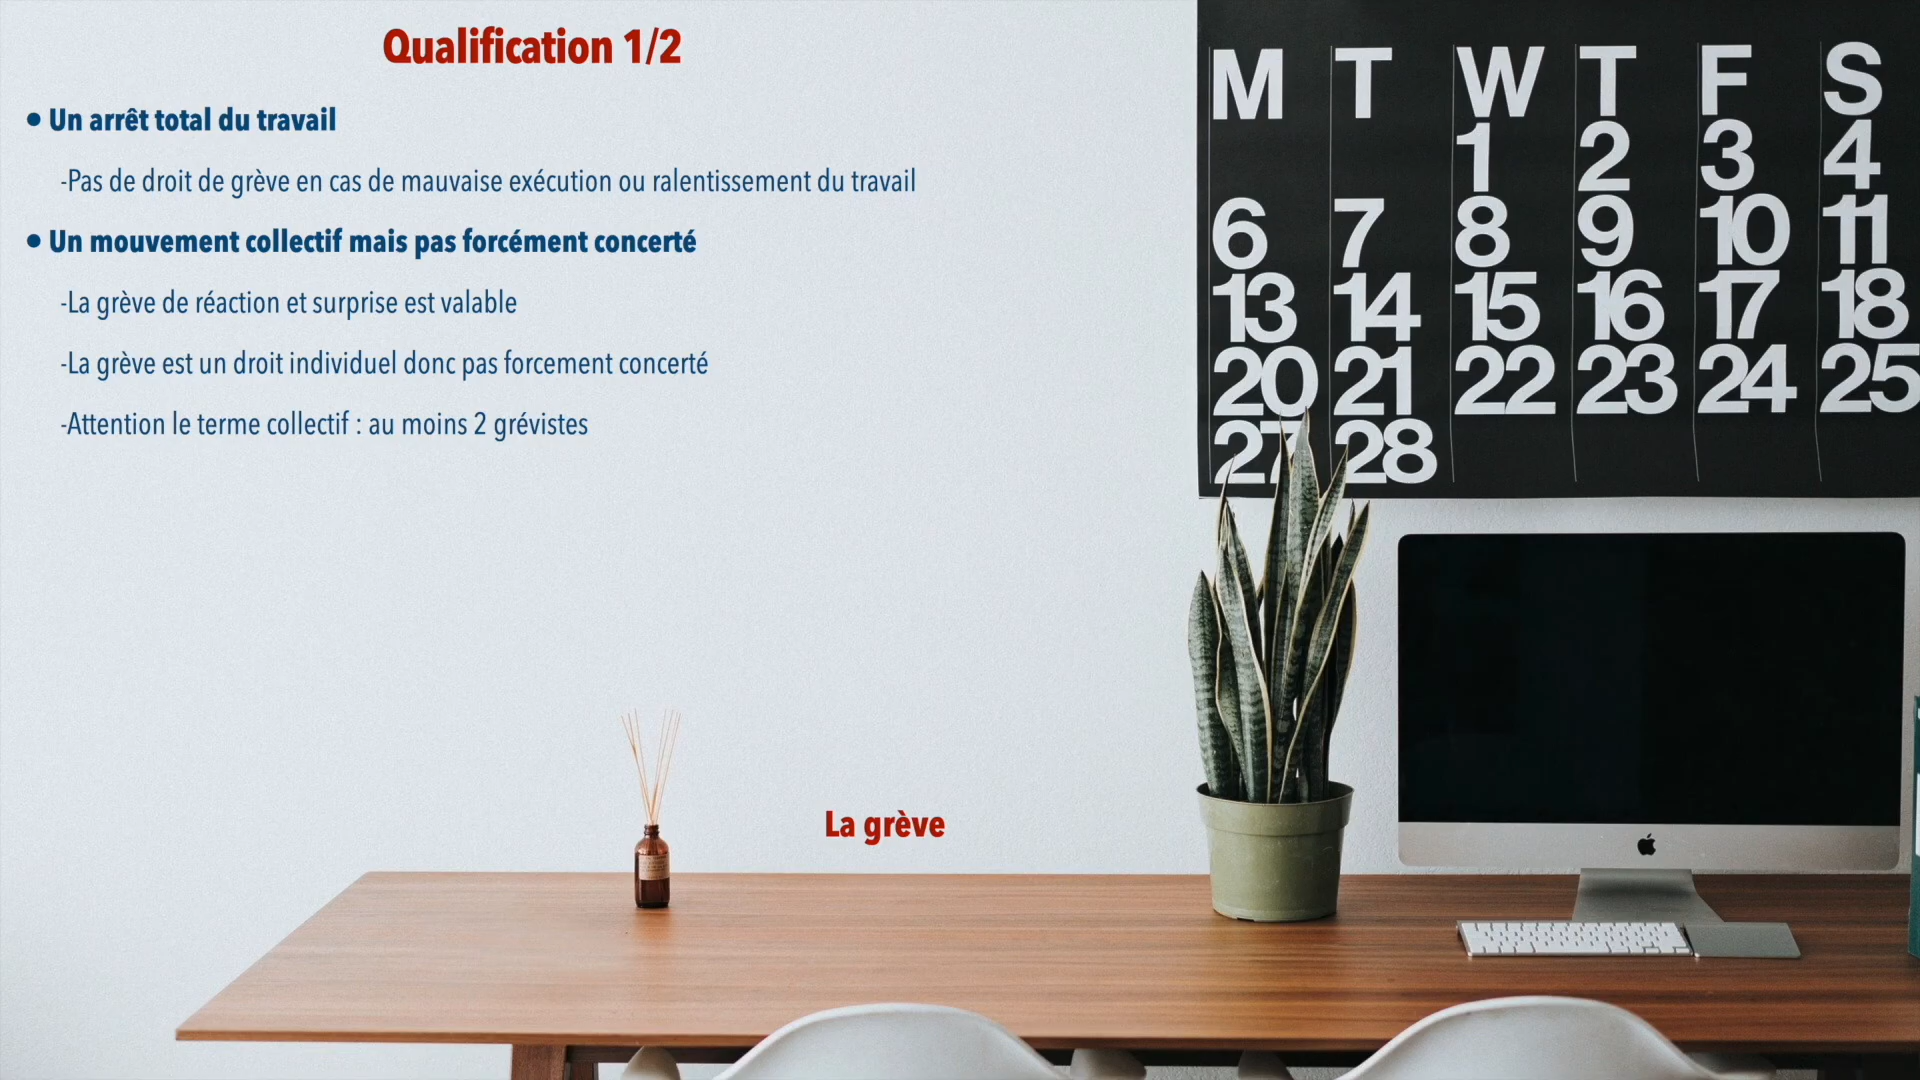 Qualification 1/2
• Un arrêt total du travail
-Pas de droit de grève en cas de mauvaise exécution ou ralentissement du travail
• Un mouvement collectif mais pas forcément concerté
-La grève de réaction et surprise est valable
-La grève est un droit individuel donc pas forcement concerté
-Attention le terme collectif : au moins 2 grévistes
La grève
M T W T F S
1 2 3 4
6 7 8 9 10 11
13 14 15 16 17 18
20 21 22 23 24 25
27 28